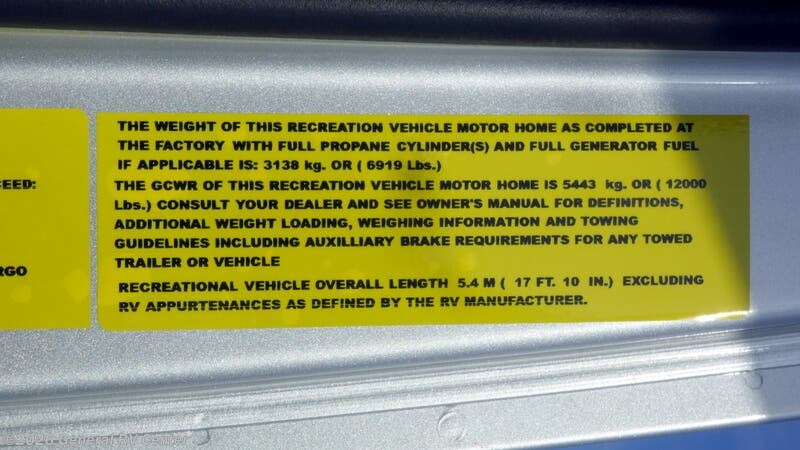 CEED:
RGO
THE WEIGHT OF THIS RECREATION VEHICLE MOTOR HOME AS COMPLETED AT
THE FACTORY WITH FULL PROPANE CYLINDER(S) AND FULL GENERATOR FUEL
IF APPLICABLE IS: 3138 kg. OR ( 6919 Lbs.)
THE GCWR OF THIS RECREATION VEHICLE MOTOR HOME IS 5443 kg. OR ( 12000
Lbs.) CONSULT YOUR DEALER AND SEE OWNER'S MANUAL FOR DEFINITIONS,
ADDITIONAL WEIGHT LOADING, WEIGHING INFORMATION AND TOWING
GUIDELINES INCLUDING AUXILLIARY BRAKE REQUIREMENTS FOR ANY TOWED
TRAILER OR VEHICLE
RECREATIONAL VEHICLE OVERALL LENGTH 5.4 M ( 17 FT. 10 IN.) EXCLUDING
RV APPURTENANCES AS DEFINED BY THE RV MANUFACTURER.
General RV Center